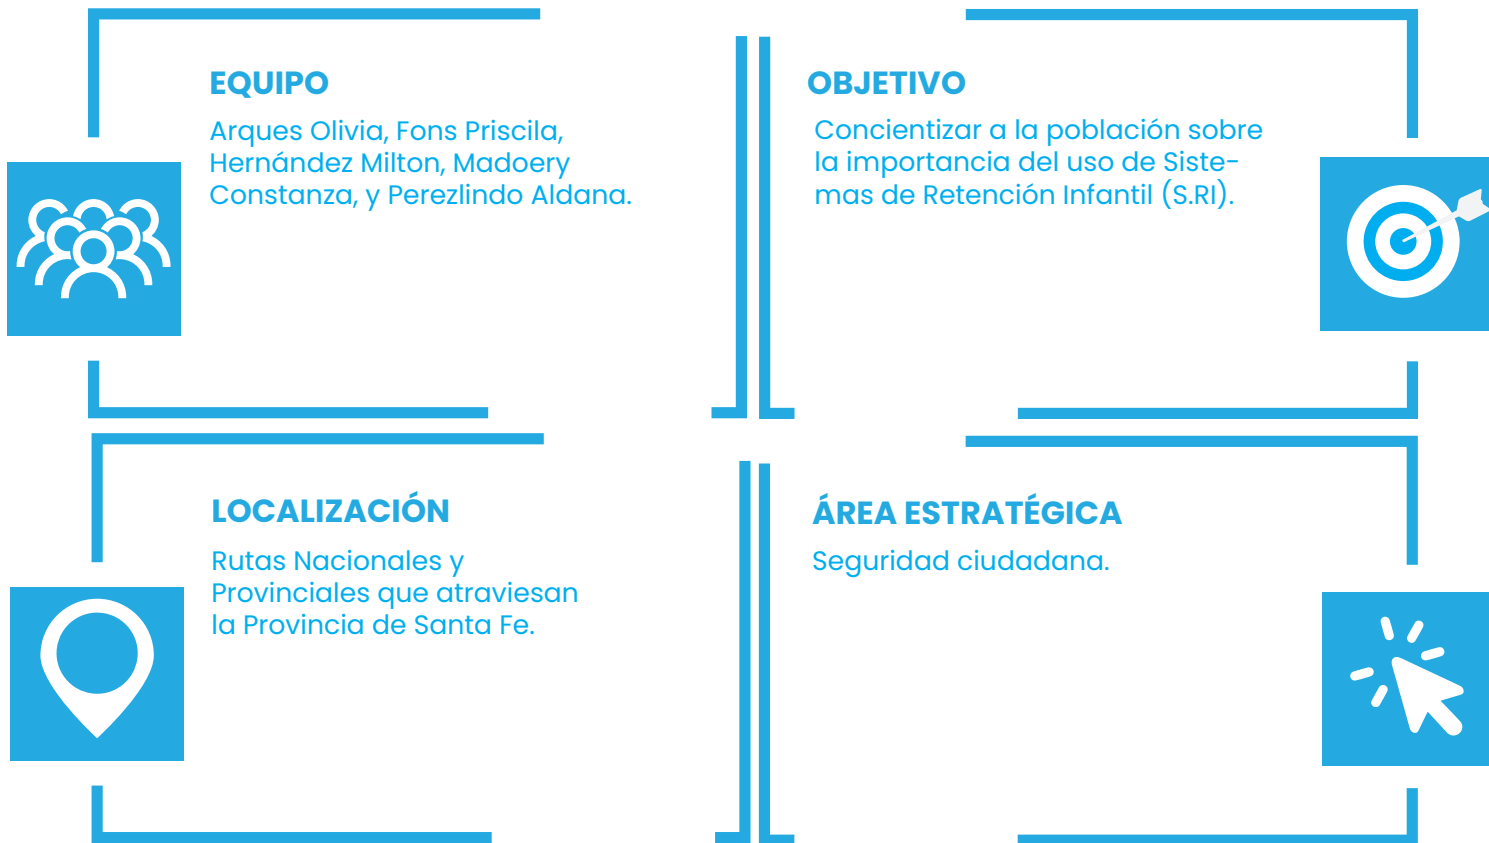 EQUIPO
Arques Olivia, Fons Priscila,
Hernández Milton, Madoery
Constanza, y Perezlindo Aldana.
OBJETIVO
Concientizar a la población sobre
la importancia del uso de Siste-
mas de Retención Infantil (S.RI).
LOCALIZACIÓN
Rutas Nacionales y
Provinciales que atraviesan
la Provincia de Santa Fe.
ÁREA ESTRATÉGICA
Seguridad ciudadana.